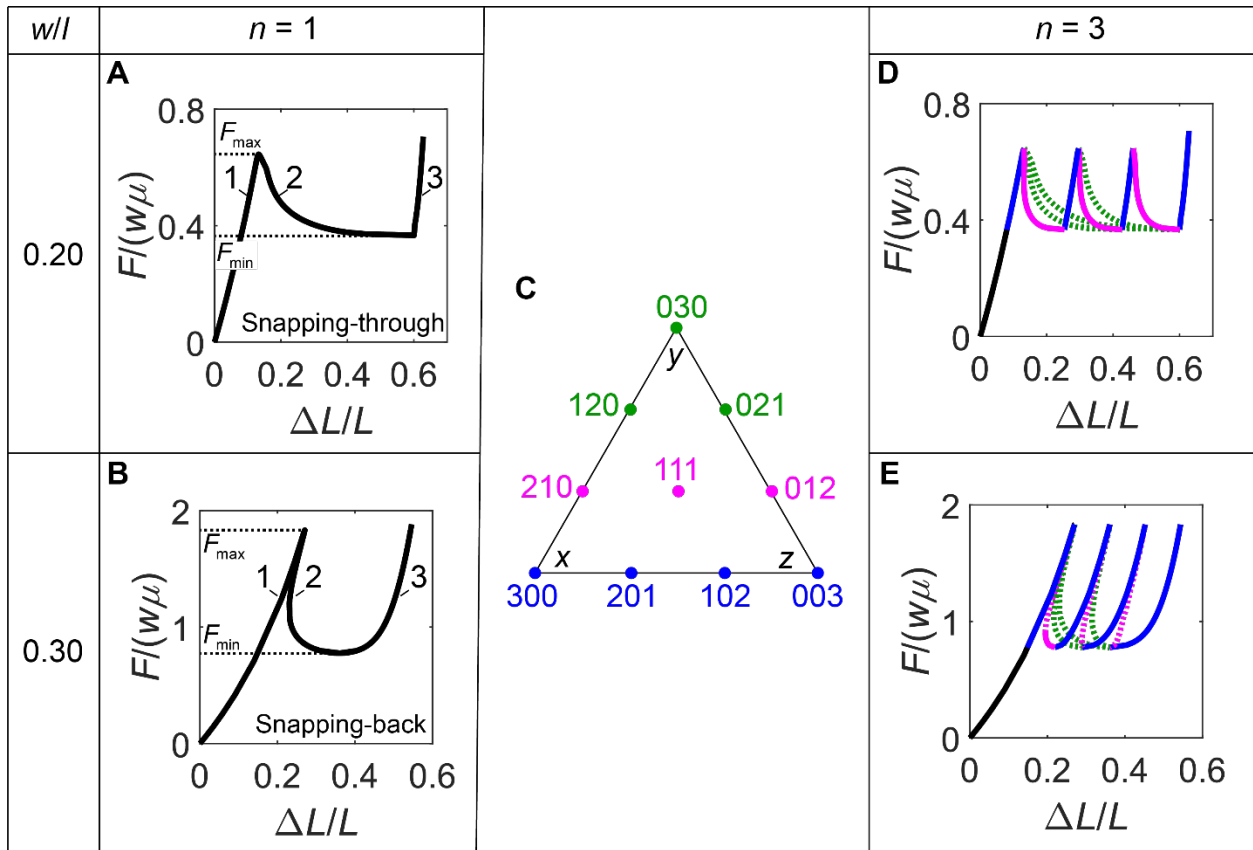 w/l
n = 1
n = 3
0.20
A
F/(wμ)
0.8
0.4
0
Fmax
Fmin
1
2
3
Snapping-through
0 0.2 0.4 0.6
ΔL/L
0.30
B
F/(wμ)
2
1
0
Fmax
Fmin
1
2
3
Snapping-back
0 0.2 0.4 0.6
ΔL/L
C
030
y
120
021
210
111
012
x
z
300
201
102
003
D
F/(wμ)
0.8
0.4
0
0 0.2 0.4 0.6
ΔL/L
E
F/(wμ)
2
1
0
0 0.2 0.4 0.6
ΔL/L